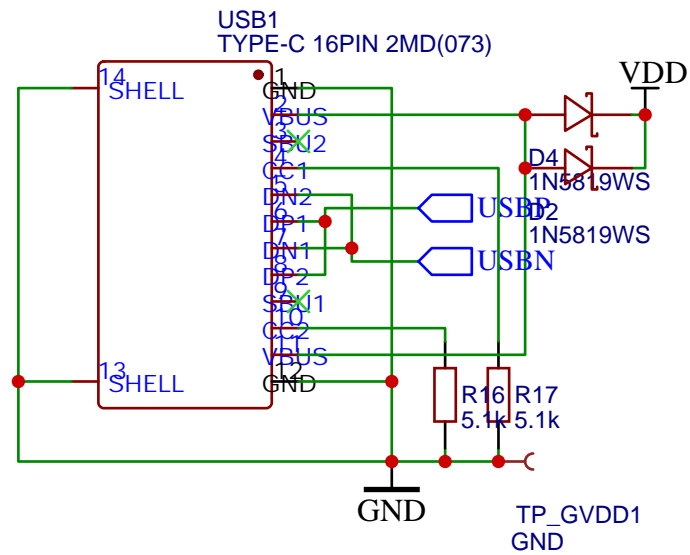 USB1
TYPE-C 16PIN 2MD(073)
14
SHELL
1
GND
2
VBUS
3
SBU2
4
CC1
5
DN2
6
DP1
7
DN1
8
DP2
9
SBU1
10
CC2
11
VBUS
12
GND
13
SHELL
VDD
D4
1N5819WS
D2
1N5819WS
USBP
USBN
R16
5.1k
R17
5.1k
GND
TP_GVDD1
GND